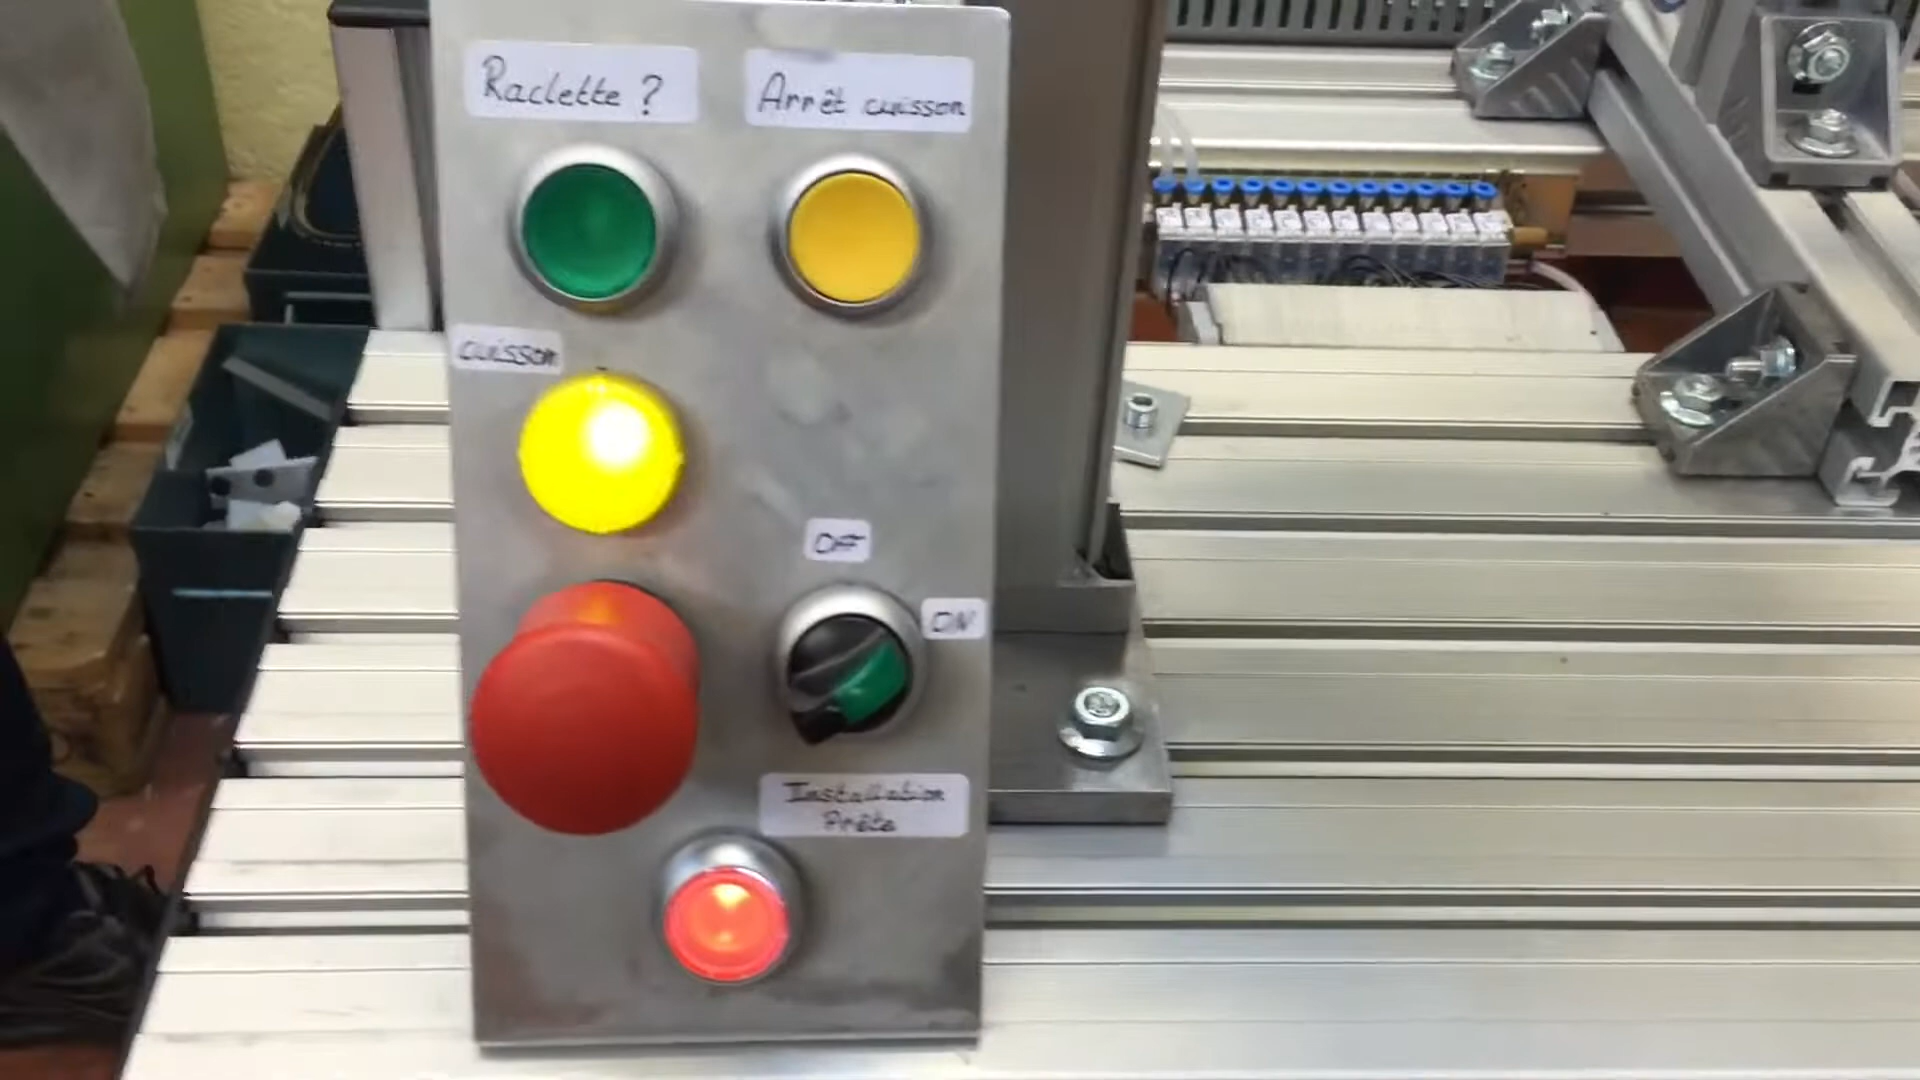 Raclette ?
Arrêt cuisson
cuisson
OFF
ON
Installation
Prête